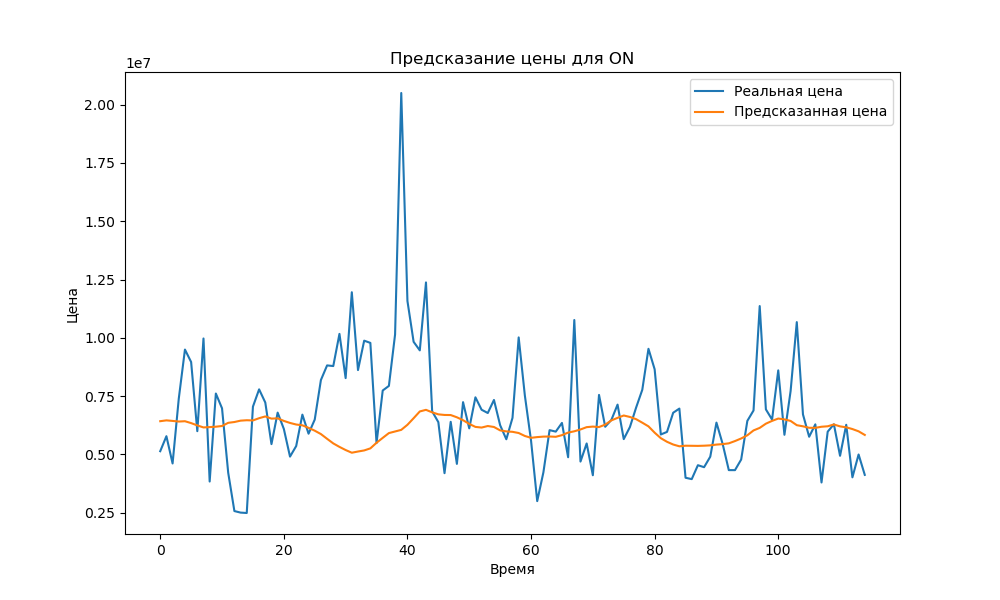 Предсказание цены для ON
1e7
Реальная цена
Предсказанная цена
2.00
1.75
1.50
1.25
1.00
0.75
0.50
0.25
Цена
0 20 40 60 80 100
Время